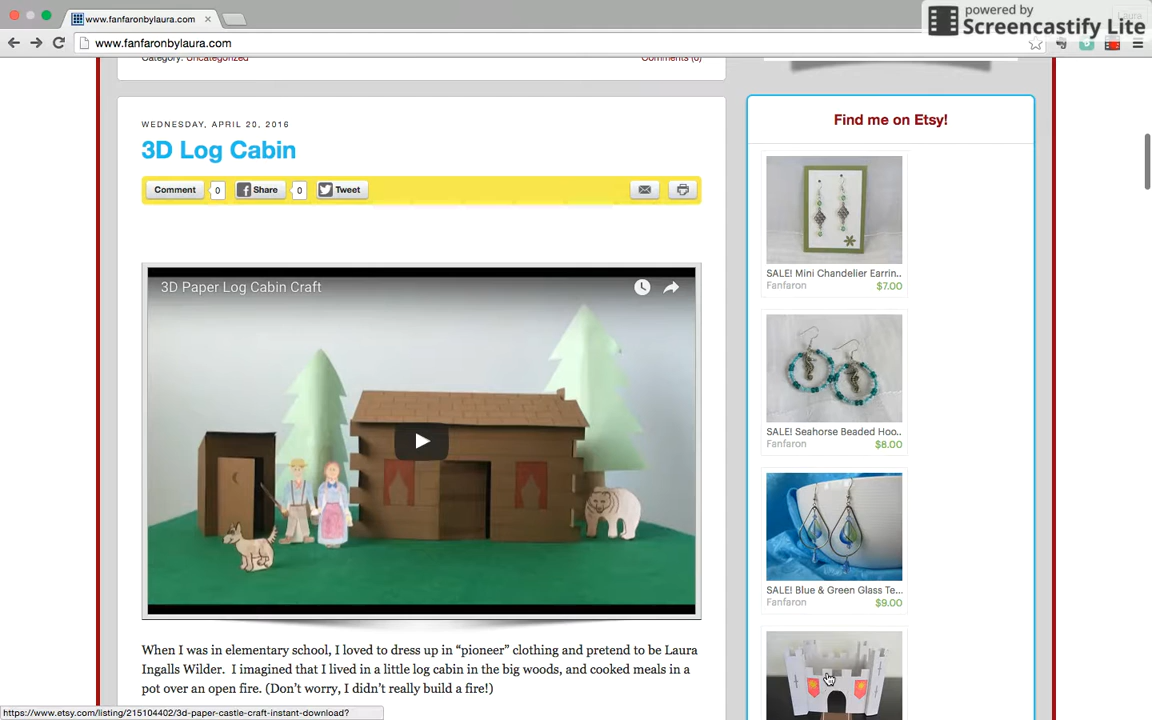 www.fanfaronbylaura.com
powered by
Screencastify Lite
www.fanfaronbylaura.com
Category: Uncategorized
Comments (0)
WEDNESDAY, APRIL 20, 2016
3D Log Cabin
Comment 0 Share 0 Tweet
3D Paper Log Cabin Craft
When I was in elementary school, I loved to dress up in “pioneer” clothing and pretend to be Laura
Ingalls Wilder. I imagined that I lived in a little log cabin in the big woods, and cooked meals in a
pot over an open fire. (Don’t worry, I didn’t really build a fire!)
Find me on Etsy!
SALE! Mini Chandelier Earrin..
Fanfaron $7.00
SALE! Seahorse Beaded Hoo..
Fanfaron $8.00
SALE! Blue & Green Glass Te...
Fanfaron $9.00
https://www.etsy.com/listing/215104402/3d-paper-castle-craft-instant-download?